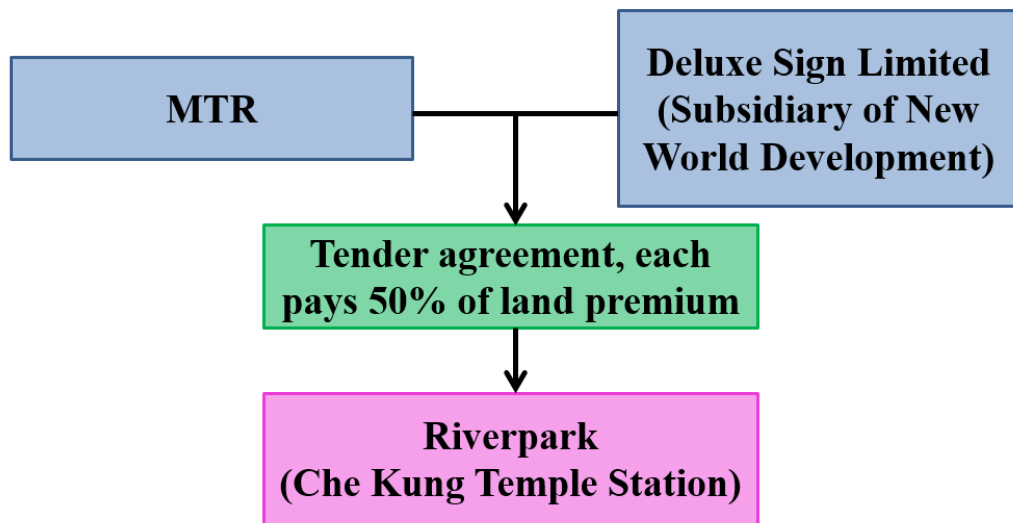 MTR
Deluxe Sign Limited
(Subsidiary of New
World Development)
Tender agreement, each
pays 50% of land premium
Riverpark
(Che Kung Temple Station)